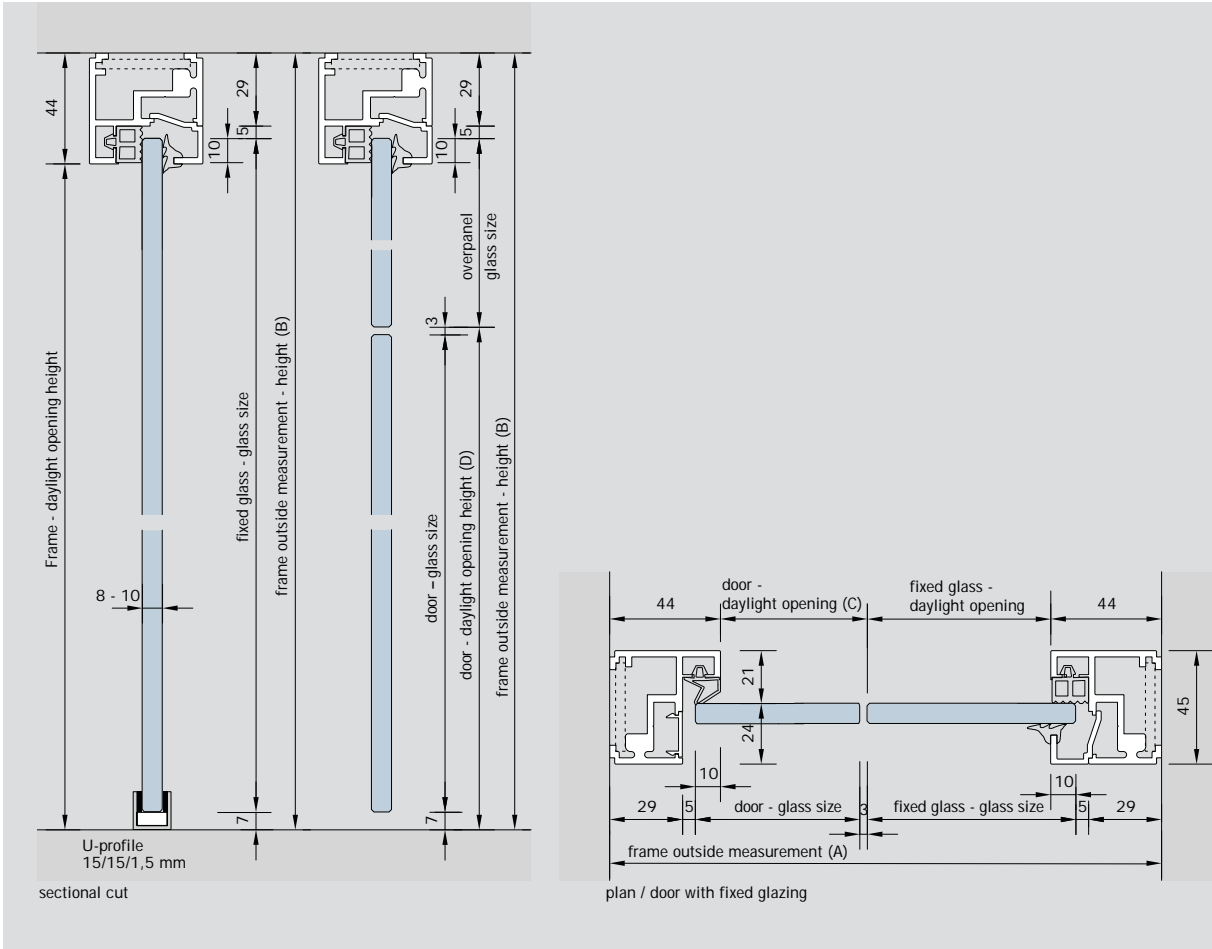 44
29
5
10
29
5
10
overpanel
glass size
3
Frame - daylight opening height
fixed glass - glass size
frame outside measurement - height (B)
door – glass size
door - daylight opening height (D)
frame outside measurement - height (B)
8 - 10
7
7
U-profile
15/15/1,5 mm
sectional cut
44
door -
daylight opening (C)
fixed glass -
daylight opening
44
21
24
45
10
10
29
5
door - glass size
3
fixed glass - glass size
5
29
frame outside measurement (A)
plan / door with fixed glazing